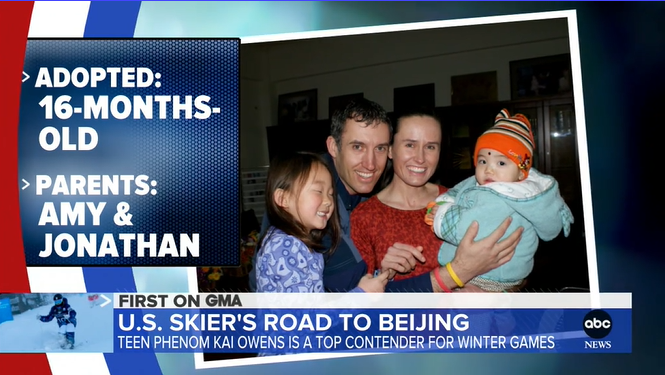 ADOPTED:
16-MONTHS-
OLD
PARENTS:
AMY &
JONATHAN
FIRST ON GMA
U.S. SKIER'S ROAD TO BEIJING
TEEN PHENOM KAI OWENS IS A TOP CONTENDER FOR WINTER GAMES
abc
NEWS